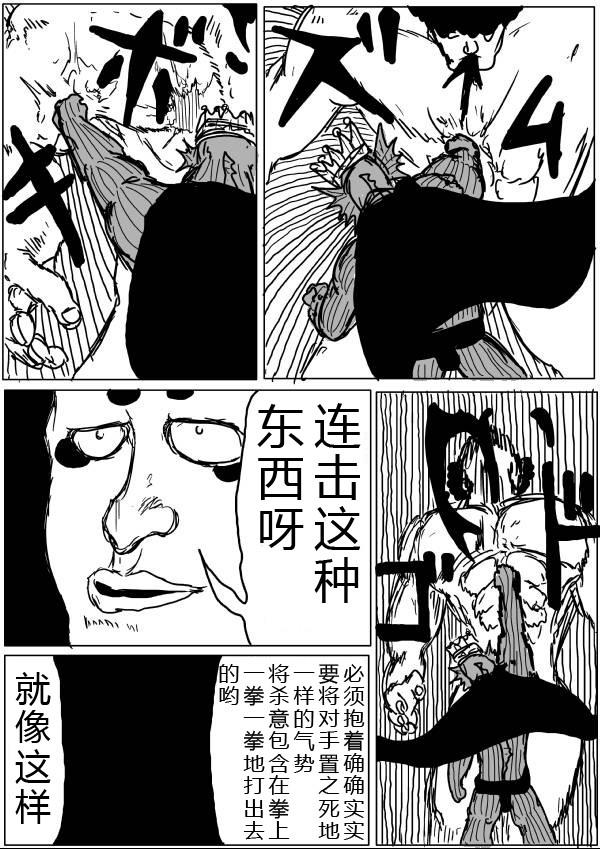 ズム
ボキ
连击这种
东西呀
ドゴ
必须抱着确确实实
要将对手置之死地
一样的气势
将杀意包含在拳上
一拳一拳地打出去
的哟
就像这样